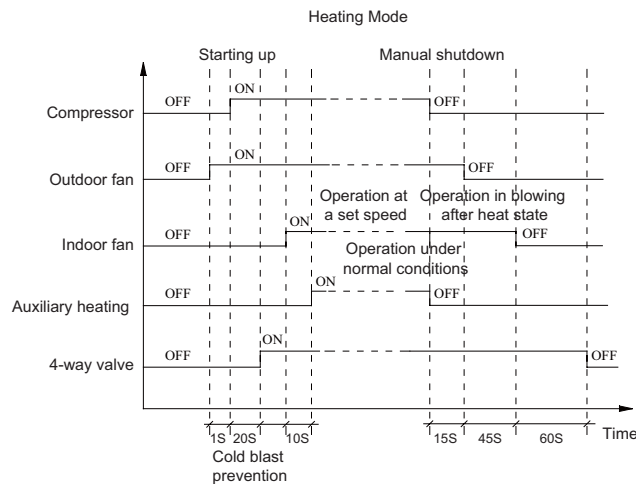 Heating Mode
Starting up
Manual shutdown
Compressor
OFF
ON
OFF
Outdoor fan
OFF
ON
OFF
Operation at
a set speed
Operation in blowing
after heat state
Indoor fan
OFF
ON
OFF
Operation under
normal conditions
Auxiliary heating
OFF
ON
OFF
4-way valve
OFF
ON
OFF
1S
20S
10S
15S
45S
60S
Time
Cold blast
prevention